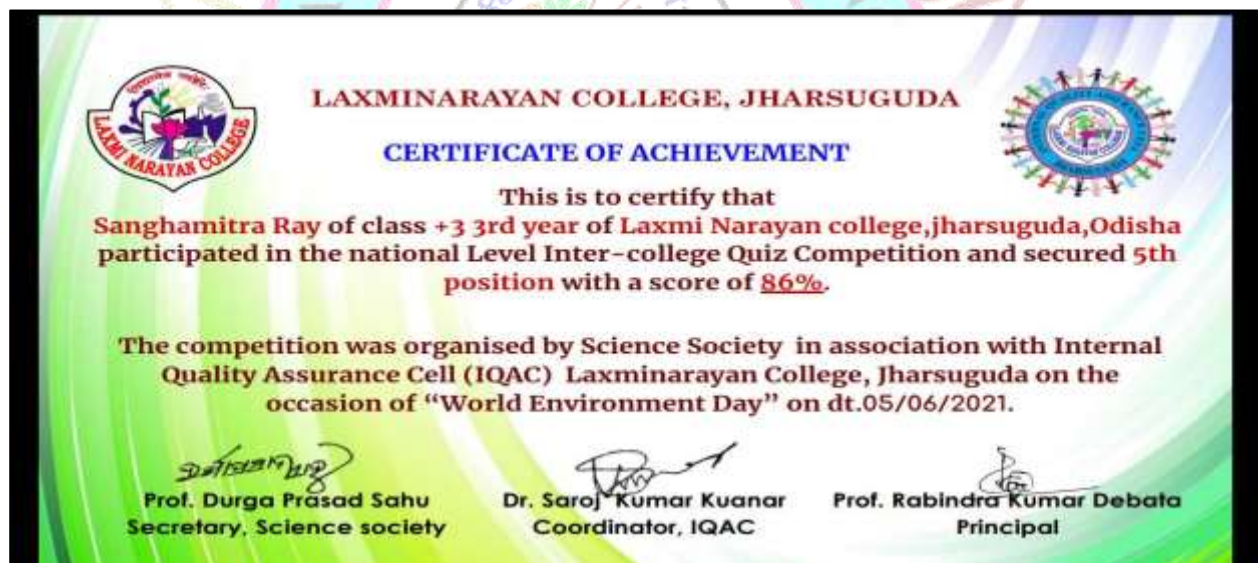 LAXMINARAYAN COLLEGE, JHARSUGUDA
LAXMI NARAYAN COLLEGE
CERTIFICATE OF ACHIEVEMENT
This is to certify that
Sanghamitra Ray of class +3 3rd year of Laxmi Narayan college,jharsuguda,Odisha
participated in the national Level Inter-college Quiz Competition and secured 5th
position with a score of 86%.
The competition was organised by Science Society in association with Internal
Quality Assurance Cell (IQAC) Laxminarayan College, Jharsuguda on the
occasion of “World Environment Day” on dt.05/06/2021.
Prof. Durga Prasad Sahu
Secretary, Science society
Dr. Saroj Kumar Kuanar
Coordinator, IQAC
Prof. Rabindra Kumar Debata
Principal